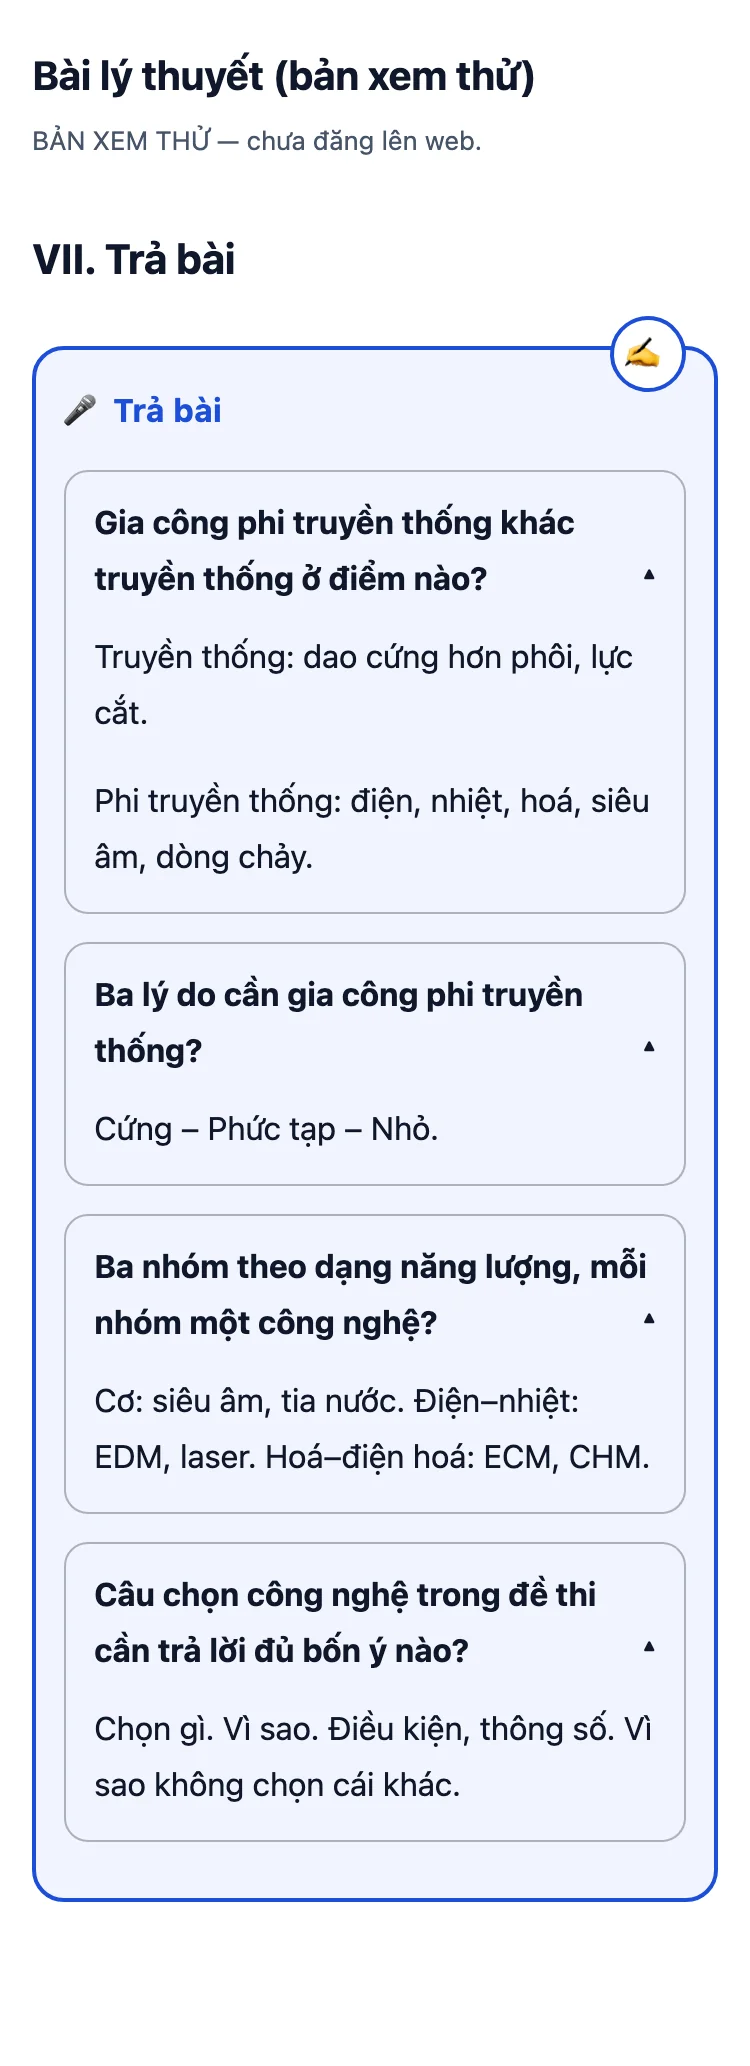 Bài lý thuyết (bản xem thử)
BẢN XEM THỬ — chưa đăng lên web.
VII. Trả bài
Trả bài
Gia công phi truyền thống khác
truyền thống ở điểm nào?
Truyền thống: dao cứng hơn phôi, lực
cắt.
Phi truyền thống: điện, nhiệt, hoá, siêu
âm, dòng chảy.
Ba lý do cần gia công phi truyền
thống?
Cứng – Phức tạp – Nhỏ.
Ba nhóm theo dạng năng lượng, mỗi
nhóm một công nghệ?
Cơ: siêu âm, tia nước. Điện–nhiệt:
EDM, laser. Hoá–điện hoá: ECM, CHM.
Câu chọn công nghệ trong đề thi
cần trả lời đủ bốn ý nào?
Chọn gì. Vì sao. Điều kiện, thông số. Vì
sao không chọn cái khác.